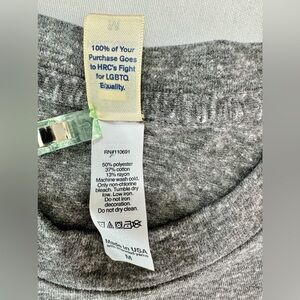 M
100% of Your
Purchase Goes
to HRC's Fight
for LGBTQ
Equality.
RN#110691
50% polyester
37% cotton
13% rayon
Machine wash cold.
Only non-chlorine
bleach. Tumble dry
low. Low iron.
Do not iron
decoration.
Do not dry clean.
Made in USA
M